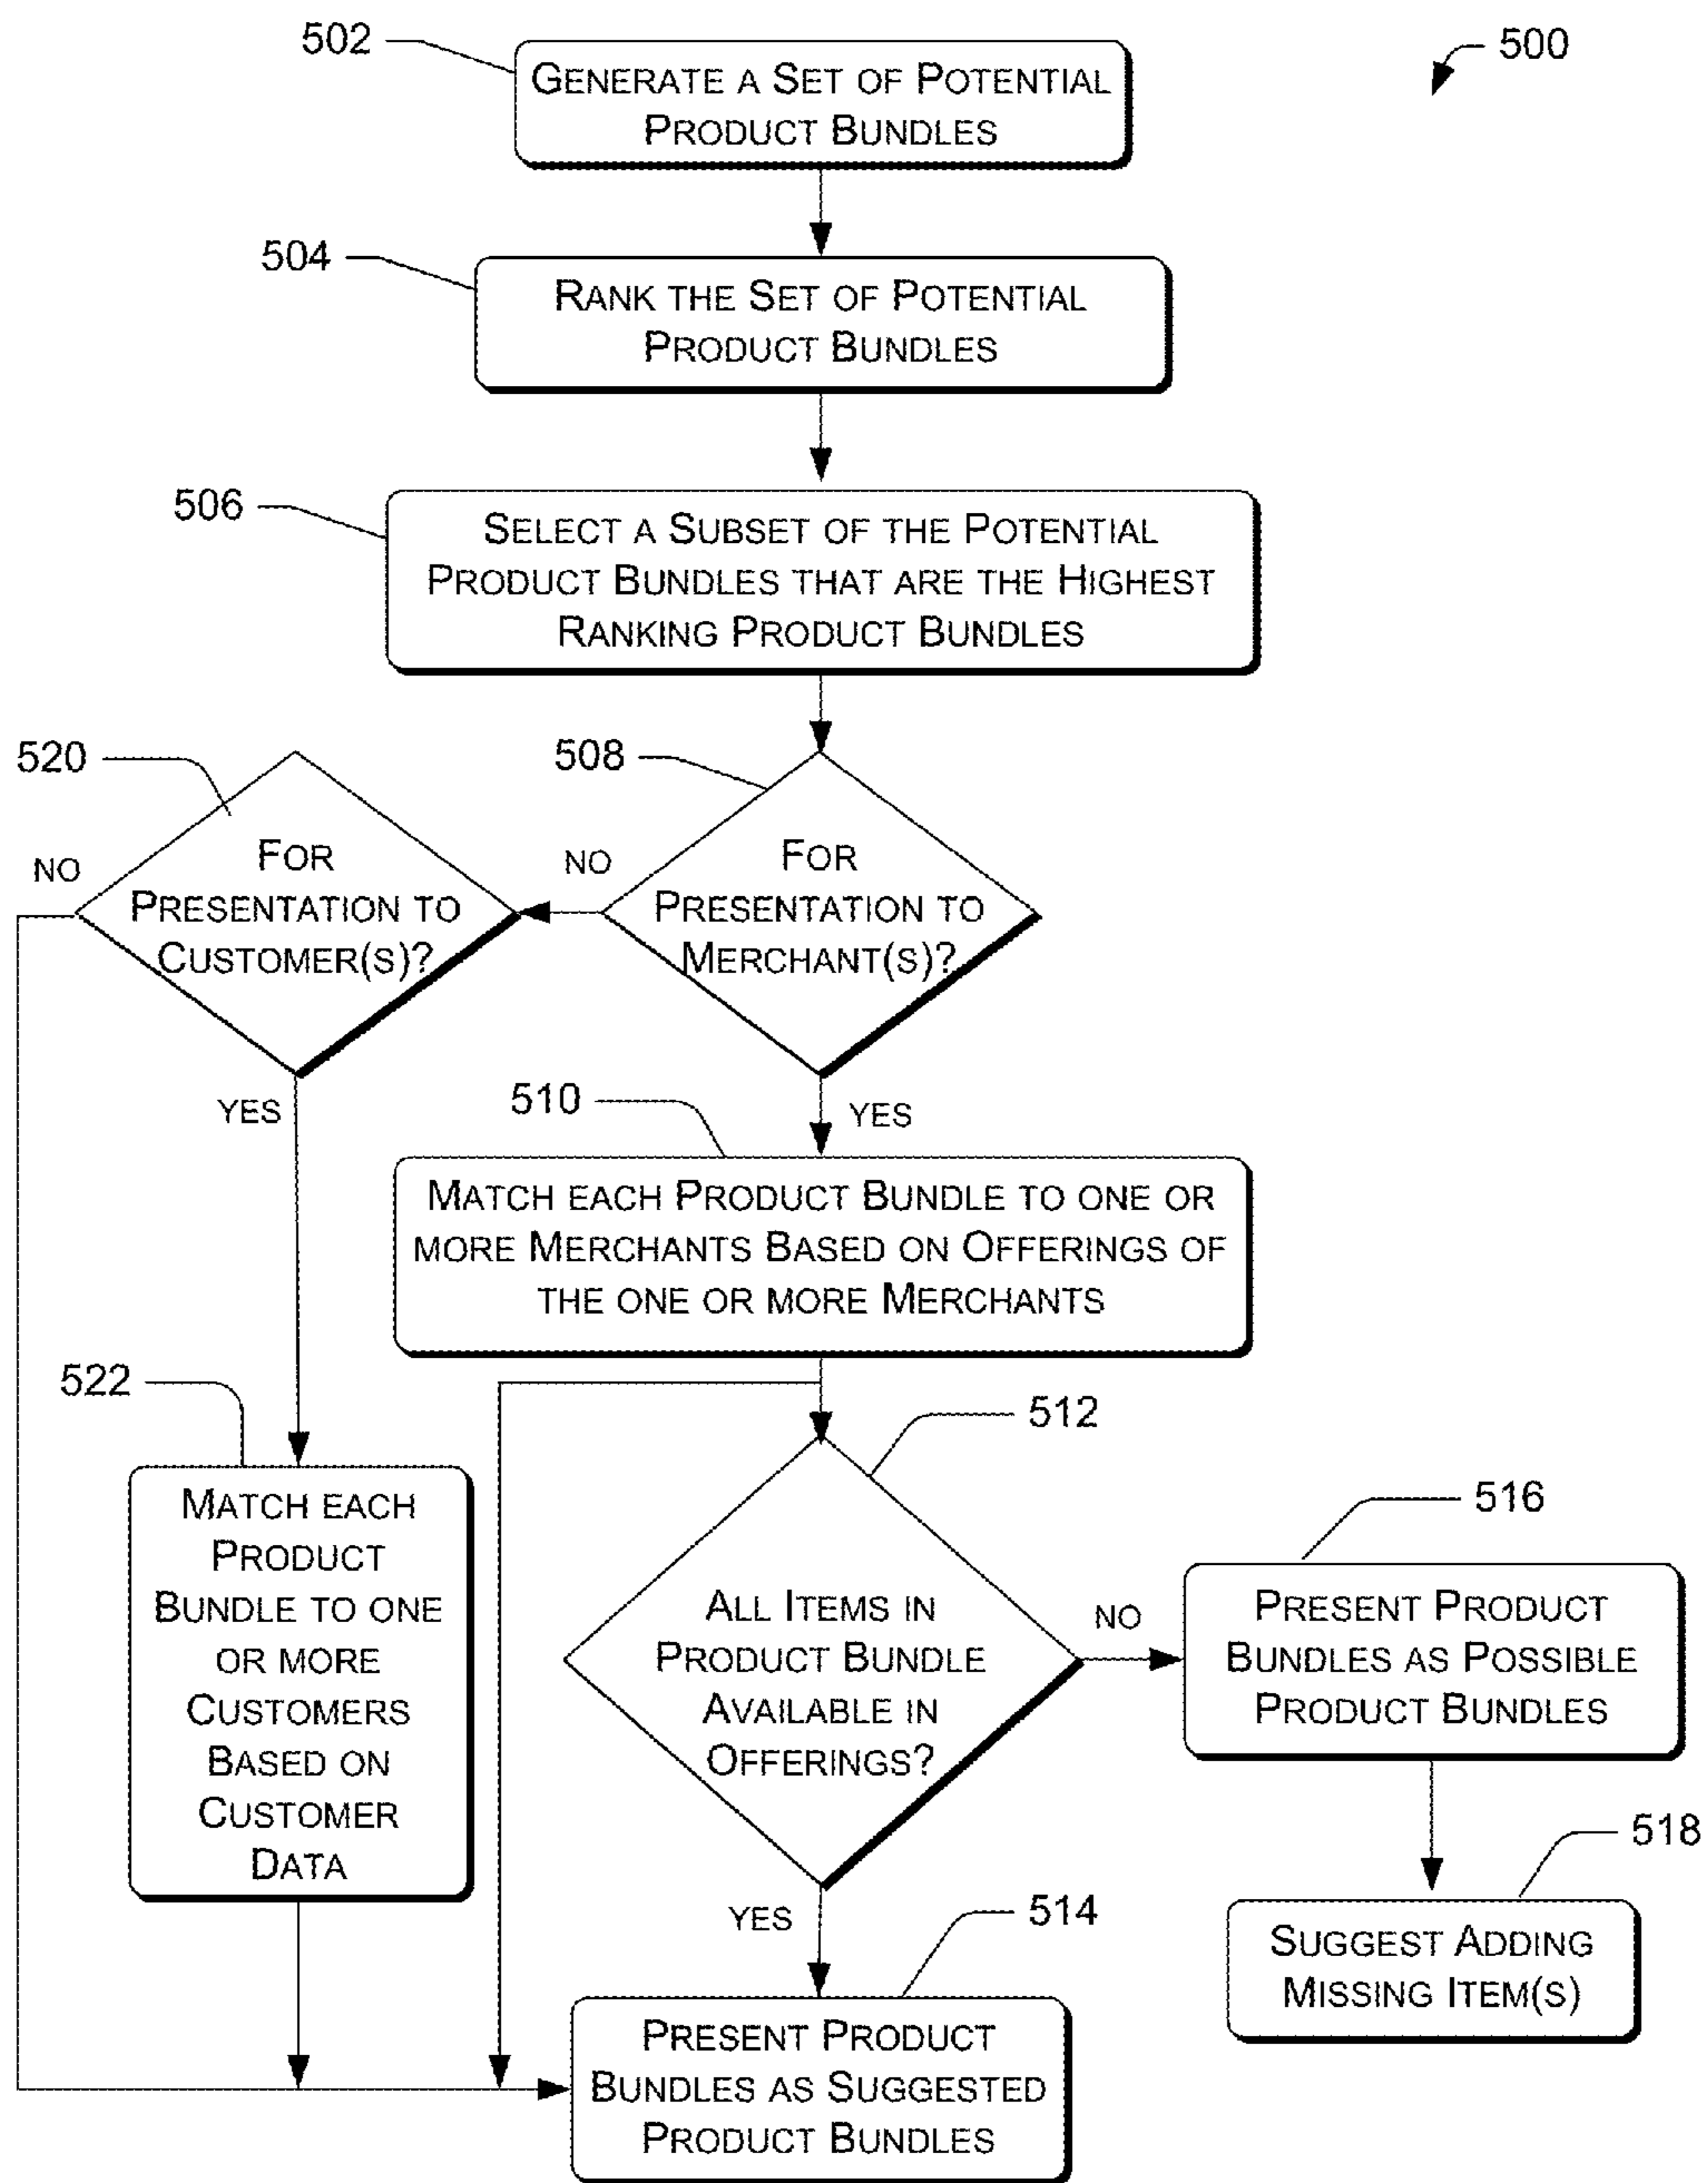 502
500
GENERATE A SET OF POTENTIAL
PRODUCT BUNDLES
504
RANK THE SET OF POTENTIAL
PRODUCT BUNDLES
506
SELECT A SUBSET OF THE POTENTIAL
PRODUCT BUNDLES THAT ARE THE HIGHEST
RANKING PRODUCT BUNDLES
520
508
FOR
PRESENTATION TO
CUSTOMER(S)?
NO
NO
FOR
PRESENTATION TO
MERCHANT(S)?
YES
510
YES
MATCH EACH PRODUCT BUNDLE TO ONE OR
MORE MERCHANTS BASED ON OFFERINGS OF
THE ONE OR MORE MERCHANTS
522
512
MATCH EACH
PRODUCT
BUNDLE TO ONE
OR MORE
CUSTOMERS
BASED ON
CUSTOMER
DATA
ALL ITEMS IN
PRODUCT BUNDLE
AVAILABLE IN
OFFERINGS?
NO
516
PRESENT PRODUCT
BUNDLES AS POSSIBLE
PRODUCT BUNDLES
518
SUGGEST ADDING
MISSING ITEM(S)
YES
514
PRESENT PRODUCT
BUNDLES AS SUGGESTED
PRODUCT BUNDLES